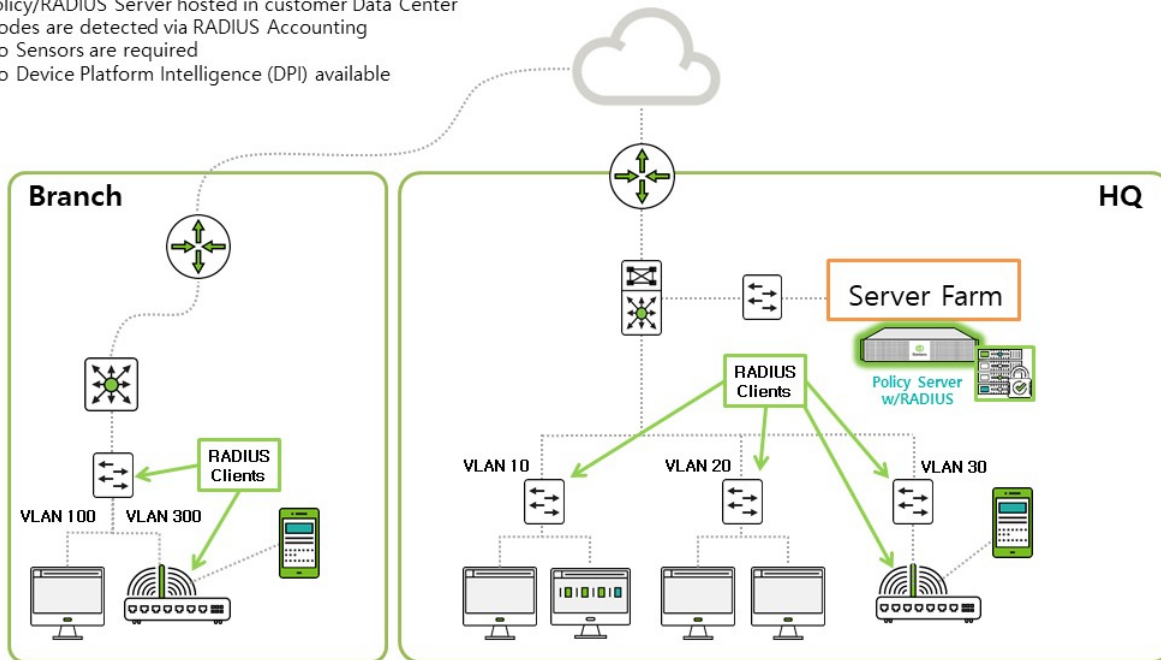 olicy/RADIUS Server hosted in customer Data Center
odes are detected via RADIUS Accounting
o Sensors are required
o Device Platform Intelligence (DPI) available
Branch
HQ
Server Farm
Policy Server
w/RADIUS
RADIUS
Clients
RADIUS
Clients
VLAN 10
VLAN 20
VLAN 30
VLAN 100
VLAN 300